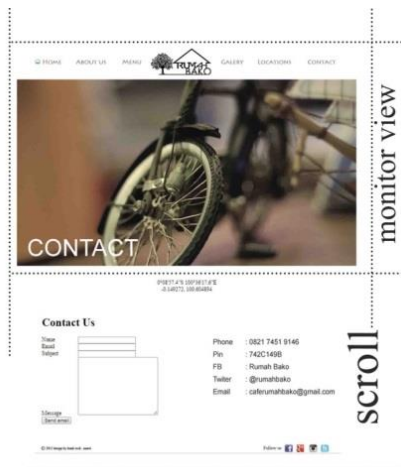 HOME ABOUT US MENU RUMAH BAKO GALERY LOCATIONS CONTACT
monitor view
CONTACT
scroll
Contact Us
Name
Email
Subject
Message
Send email
Phone : 0821 7451 9146
Pin : 742C149B
FB : Rumah Bako
Twiter : @rumahbako
Email : caferumahbako@gmail.com
Follow us